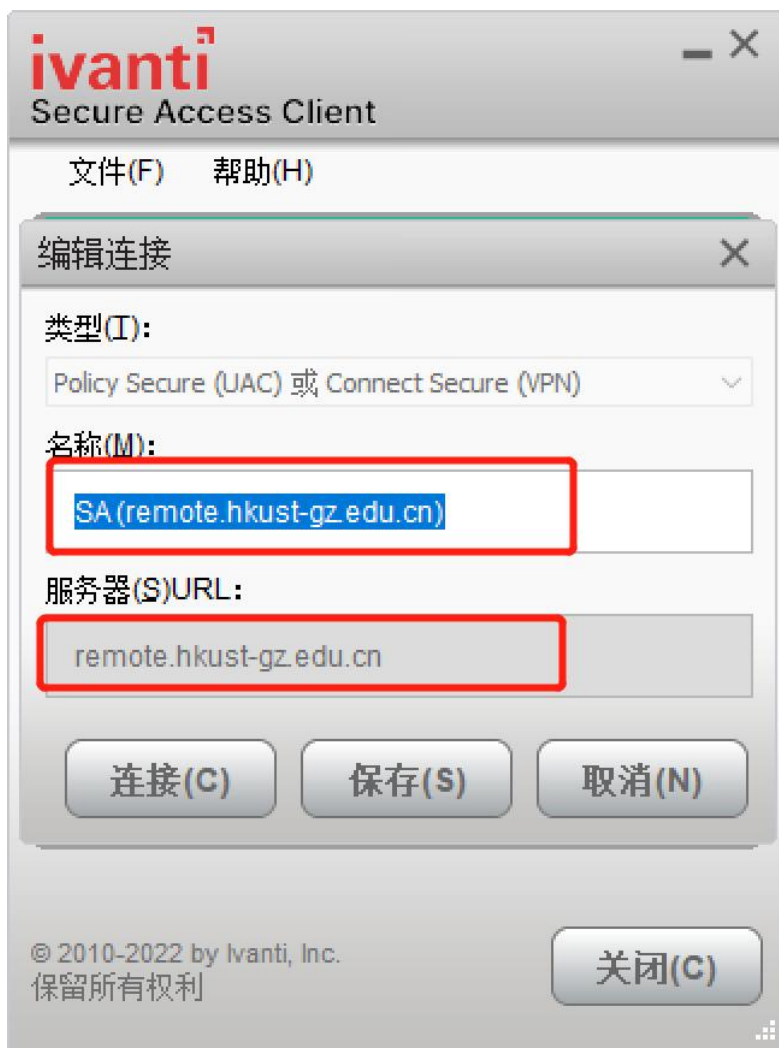 ivanti
Secure Access Client
文件(F) 帮助(H)
编辑连接
类型(T):
Policy Secure (UAC) 或 Connect Secure (VPN)
名称(M):
SA (remote.hkust-gz.edu.cn)
服务器(S)URL:
remote.hkust-gz.edu.cn
连接(C) 保存(S) 取消(N)
© 2010-2022 by Ivanti, Inc.
保留所有权利
关闭(C)